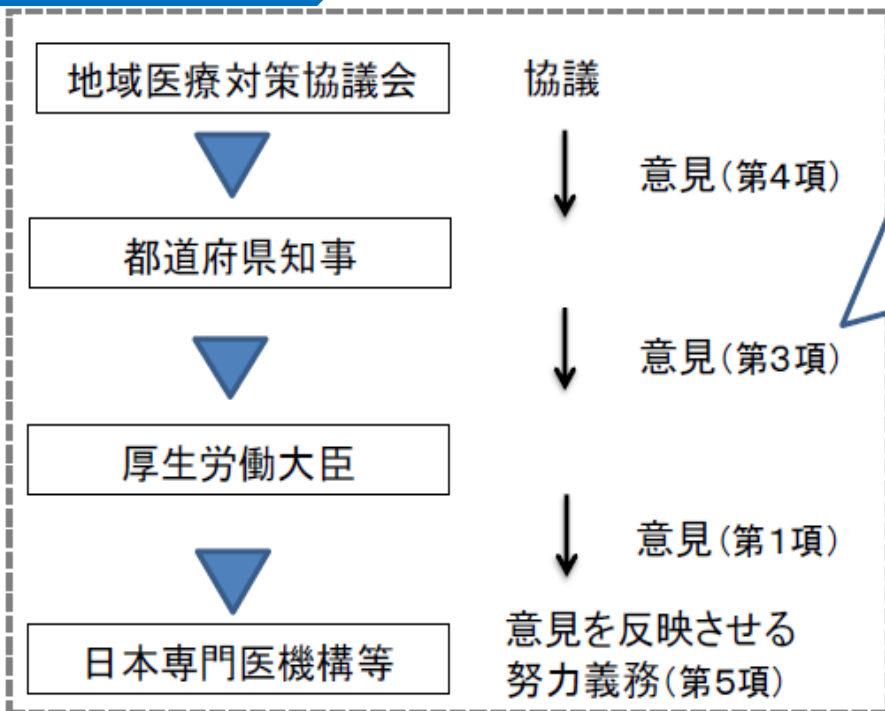 地域医療対策協議会
協議
意見(第4項)
都道府県知事
意見(第3項)
厚生労働大臣
意見(第1項)
日本専門医機構等
意見を反映させる
努力義務(第5項)